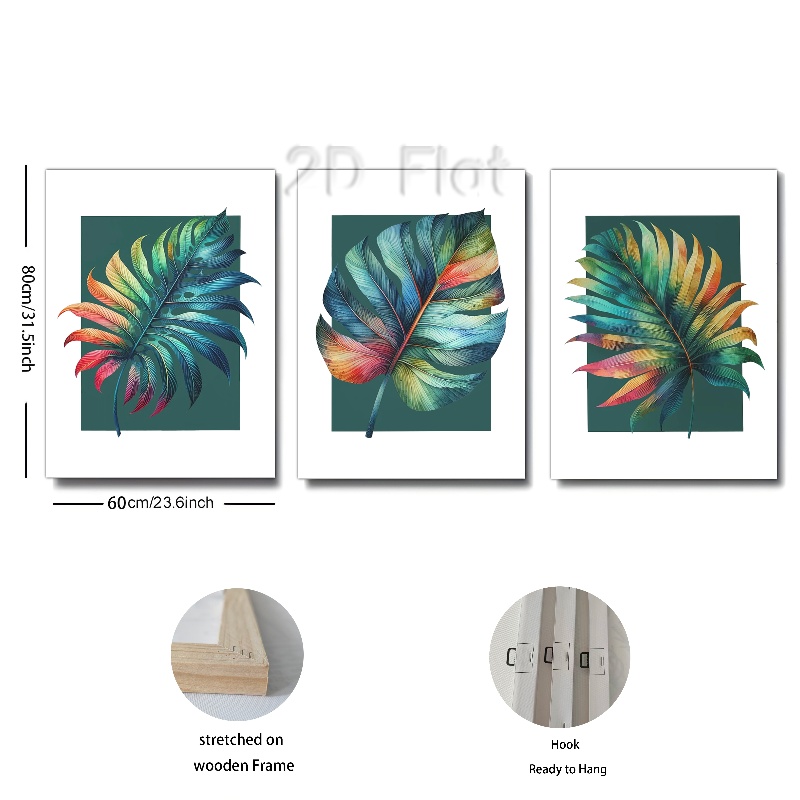 2D Flat
80cm/31.5inch
60cm/23.6inch
stretched on
wooden Frame
Hook
Ready to Hang